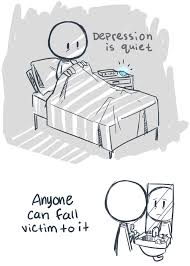 Depression
is quiet
Anyone
can fall
victim to it